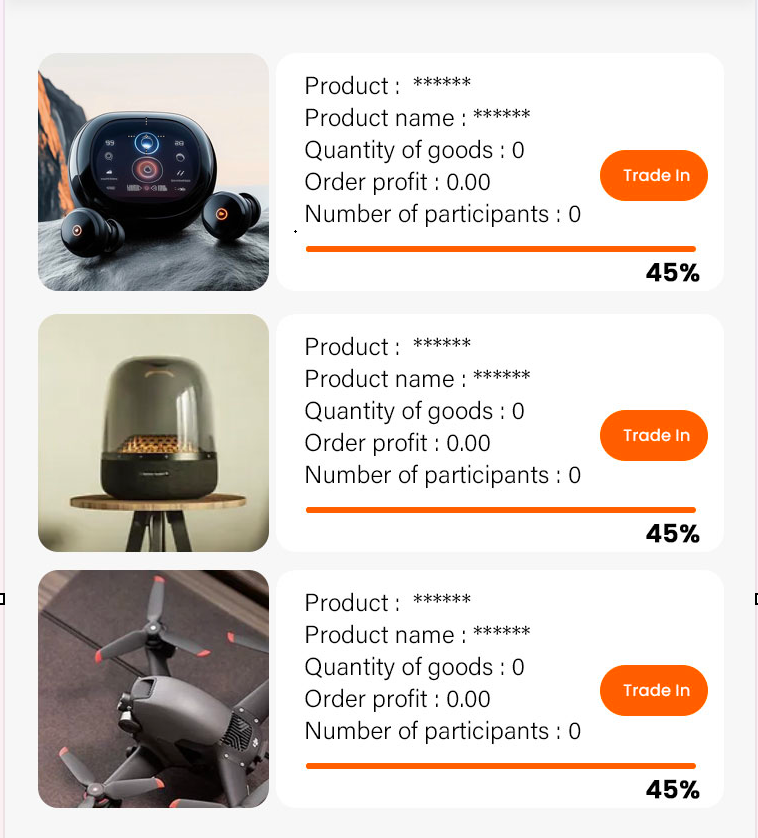 Product : ******
Product name : ******
Quantity of goods : 0
Order profit : 0.00
Number of participants : 0
Trade In
45%
Product : ******
Product name : ******
Quantity of goods : 0
Order profit : 0.00
Number of participants : 0
Trade In
45%
Product : ******
Product name : ******
Quantity of goods : 0
Order profit : 0.00
Number of participants : 0
Trade In
45%